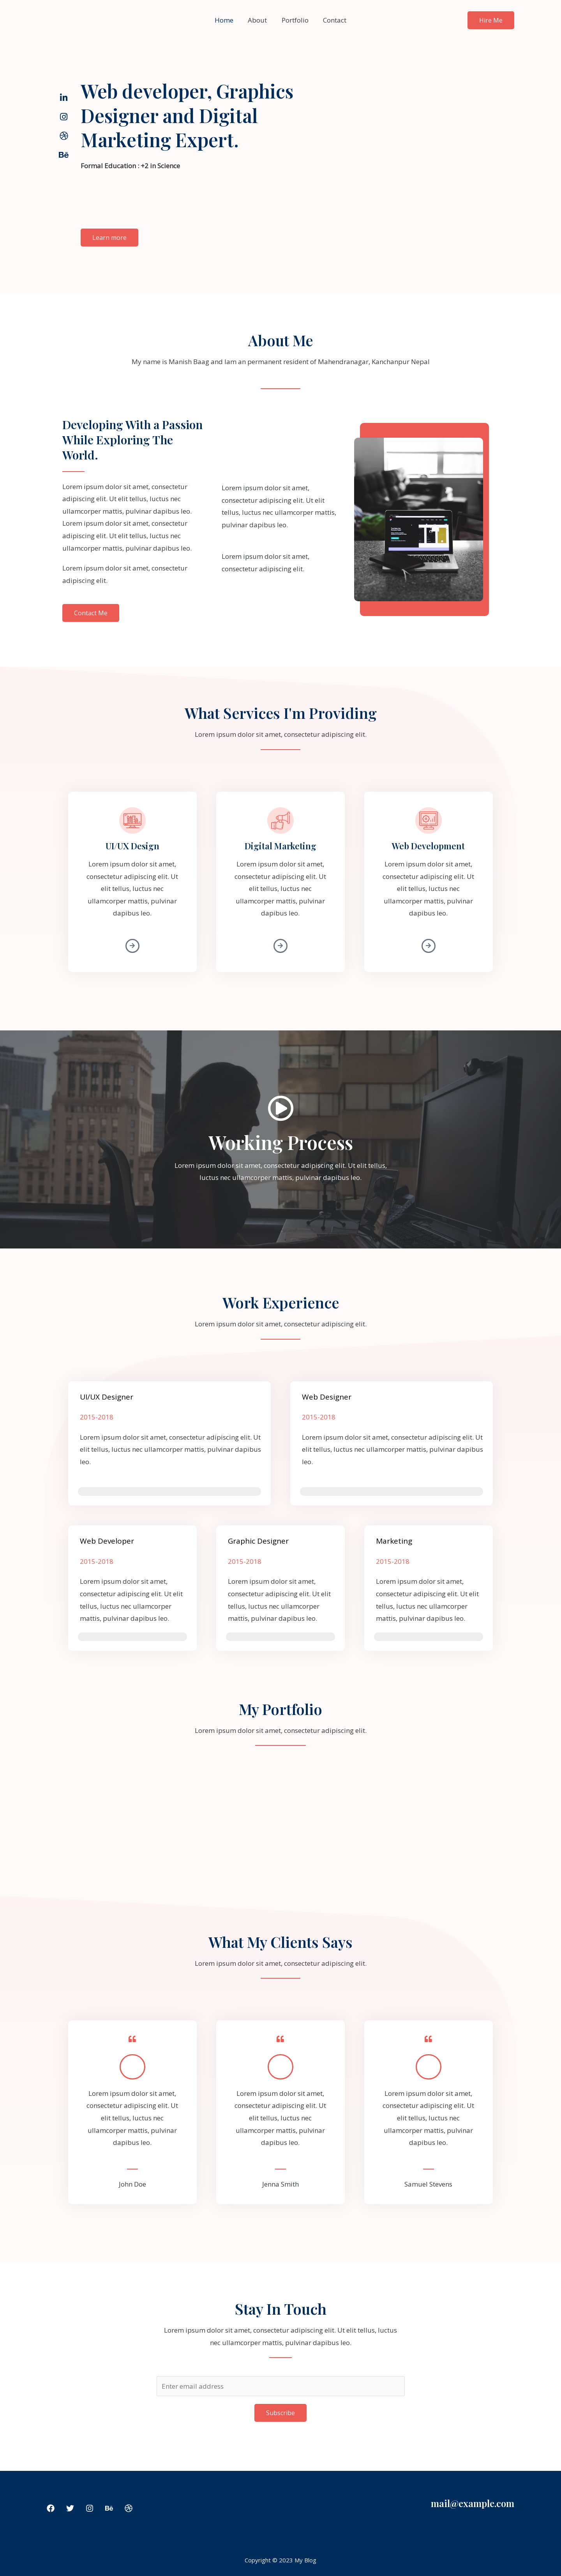 Home About Portfolio Contact
Hire Me
Web developer, Graphics
Designer and Digital
Marketing Expert.
Formal Education : +2 in Science
Learn more
About Me
My name is Manish Baag and Iam an permanent resident of Mahendranagar, Kanchanpur Nepal
Developing With a Passion
While Exploring The
World.
Lorem ipsum dolor sit amet, consectetur
adipiscing elit. Ut elit tellus, luctus nec
ullamcorper mattis, pulvinar dapibus leo.
Lorem ipsum dolor sit amet, consectetur
adipiscing elit. Ut elit tellus, luctus nec
ullamcorper mattis, pulvinar dapibus leo.
Lorem ipsum dolor sit amet, consectetur
adipiscing elit.
Contact Me
Lorem ipsum dolor sit amet,
consectetur adipiscing elit. Ut elit
tellus, luctus nec ullamcorper mattis,
pulvinar dapibus leo.
Lorem ipsum dolor sit amet,
consectetur adipiscing elit.
What Services I'm Providing
Lorem ipsum dolor sit amet, consectetur adipiscing elit.
UI/UX Design
Lorem ipsum dolor sit amet,
consectetur adipiscing elit. Ut
elit tellus, luctus nec
ullamcorper mattis, pulvinar
dapibus leo.
Digital Marketing
Lorem ipsum dolor sit amet,
consectetur adipiscing elit. Ut
elit tellus, luctus nec
ullamcorper mattis, pulvinar
dapibus leo.
Web Development
Lorem ipsum dolor sit amet,
consectetur adipiscing elit. Ut
elit tellus, luctus nec
ullamcorper mattis, pulvinar
dapibus leo.
Working Process
Lorem ipsum dolor sit amet, consectetur adipiscing elit. Ut elit tellus,
luctus nec ullamcorper mattis, pulvinar dapibus leo.
Work Experience
Lorem ipsum dolor sit amet, consectetur adipiscing elit.
UI/UX Designer
2015-2018
Lorem ipsum dolor sit amet, consectetur adipiscing elit. Ut
elit tellus, luctus nec ullamcorper mattis, pulvinar dapibus
leo.
Web Designer
2015-2018
Lorem ipsum dolor sit amet, consectetur adipiscing elit. Ut
elit tellus, luctus nec ullamcorper mattis, pulvinar dapibus
leo.
Web Developer
2015-2018
Lorem ipsum dolor sit amet,
consectetur adipiscing elit. Ut elit
tellus, luctus nec ullamcorper
mattis, pulvinar dapibus leo.
Graphic Designer
2015-2018
Lorem ipsum dolor sit amet,
consectetur adipiscing elit. Ut elit
tellus, luctus nec ullamcorper
mattis, pulvinar dapibus leo.
Marketing
2015-2018
Lorem ipsum dolor sit amet,
consectetur adipiscing elit. Ut elit
tellus, luctus nec ullamcorper
mattis, pulvinar dapibus leo.
My Portfolio
Lorem ipsum dolor sit amet, consectetur adipiscing elit.
What My Clients Says
Lorem ipsum dolor sit amet, consectetur adipiscing elit.
Lorem ipsum dolor sit amet,
consectetur adipiscing elit. Ut
elit tellus, luctus nec
ullamcorper mattis, pulvinar
dapibus leo.
John Doe
Lorem ipsum dolor sit amet,
consectetur adipiscing elit. Ut
elit tellus, luctus nec
ullamcorper mattis, pulvinar
dapibus leo.
Jenna Smith
Lorem ipsum dolor sit amet,
consectetur adipiscing elit. Ut
elit tellus, luctus nec
ullamcorper mattis, pulvinar
dapibus leo.
Samuel Stevens
Stay In Touch
Lorem ipsum dolor sit amet, consectetur adipiscing elit. Ut elit tellus, luctus
nec ullamcorper mattis, pulvinar dapibus leo.
Enter email address
Subscribe
mail@example.com
Copyright © 2023 My Blog